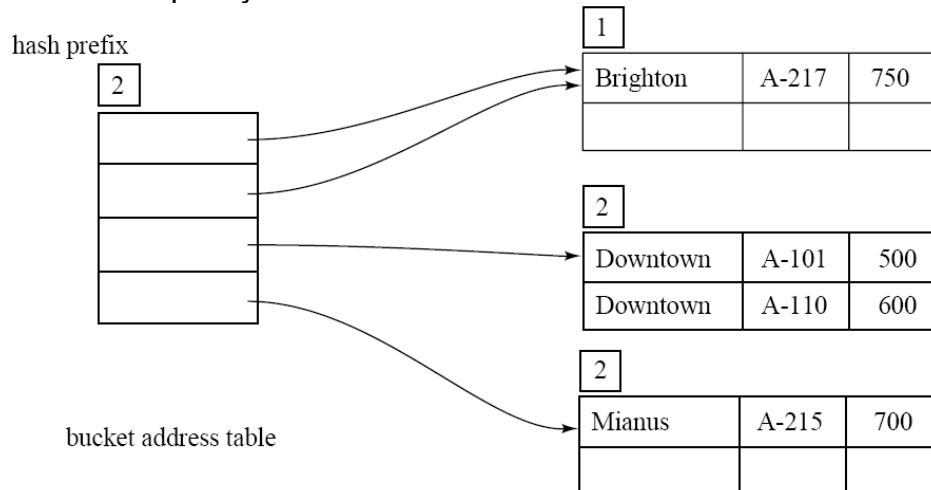 hash prefix
2
bucket address table
1
Brighton A-217 750
2
Downtown A-101 500
Downtown A-110 600
2
Mianus A-215 700